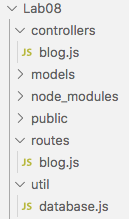 Lab08
controllers
JS blog.js
models
node_modules
public
routes
JS blog.js
util
JS database.js